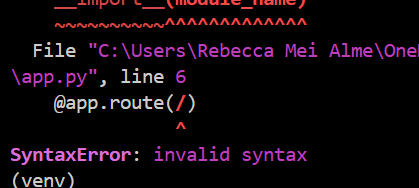 __import__(module_name)
~~~~~~~~~~^^^^^^^^^^^^^
File "C:\Users\Rebecca Mei Alme\One
\app.py", line 6
@app.route(/)
^
SyntaxError: invalid syntax
(venv)